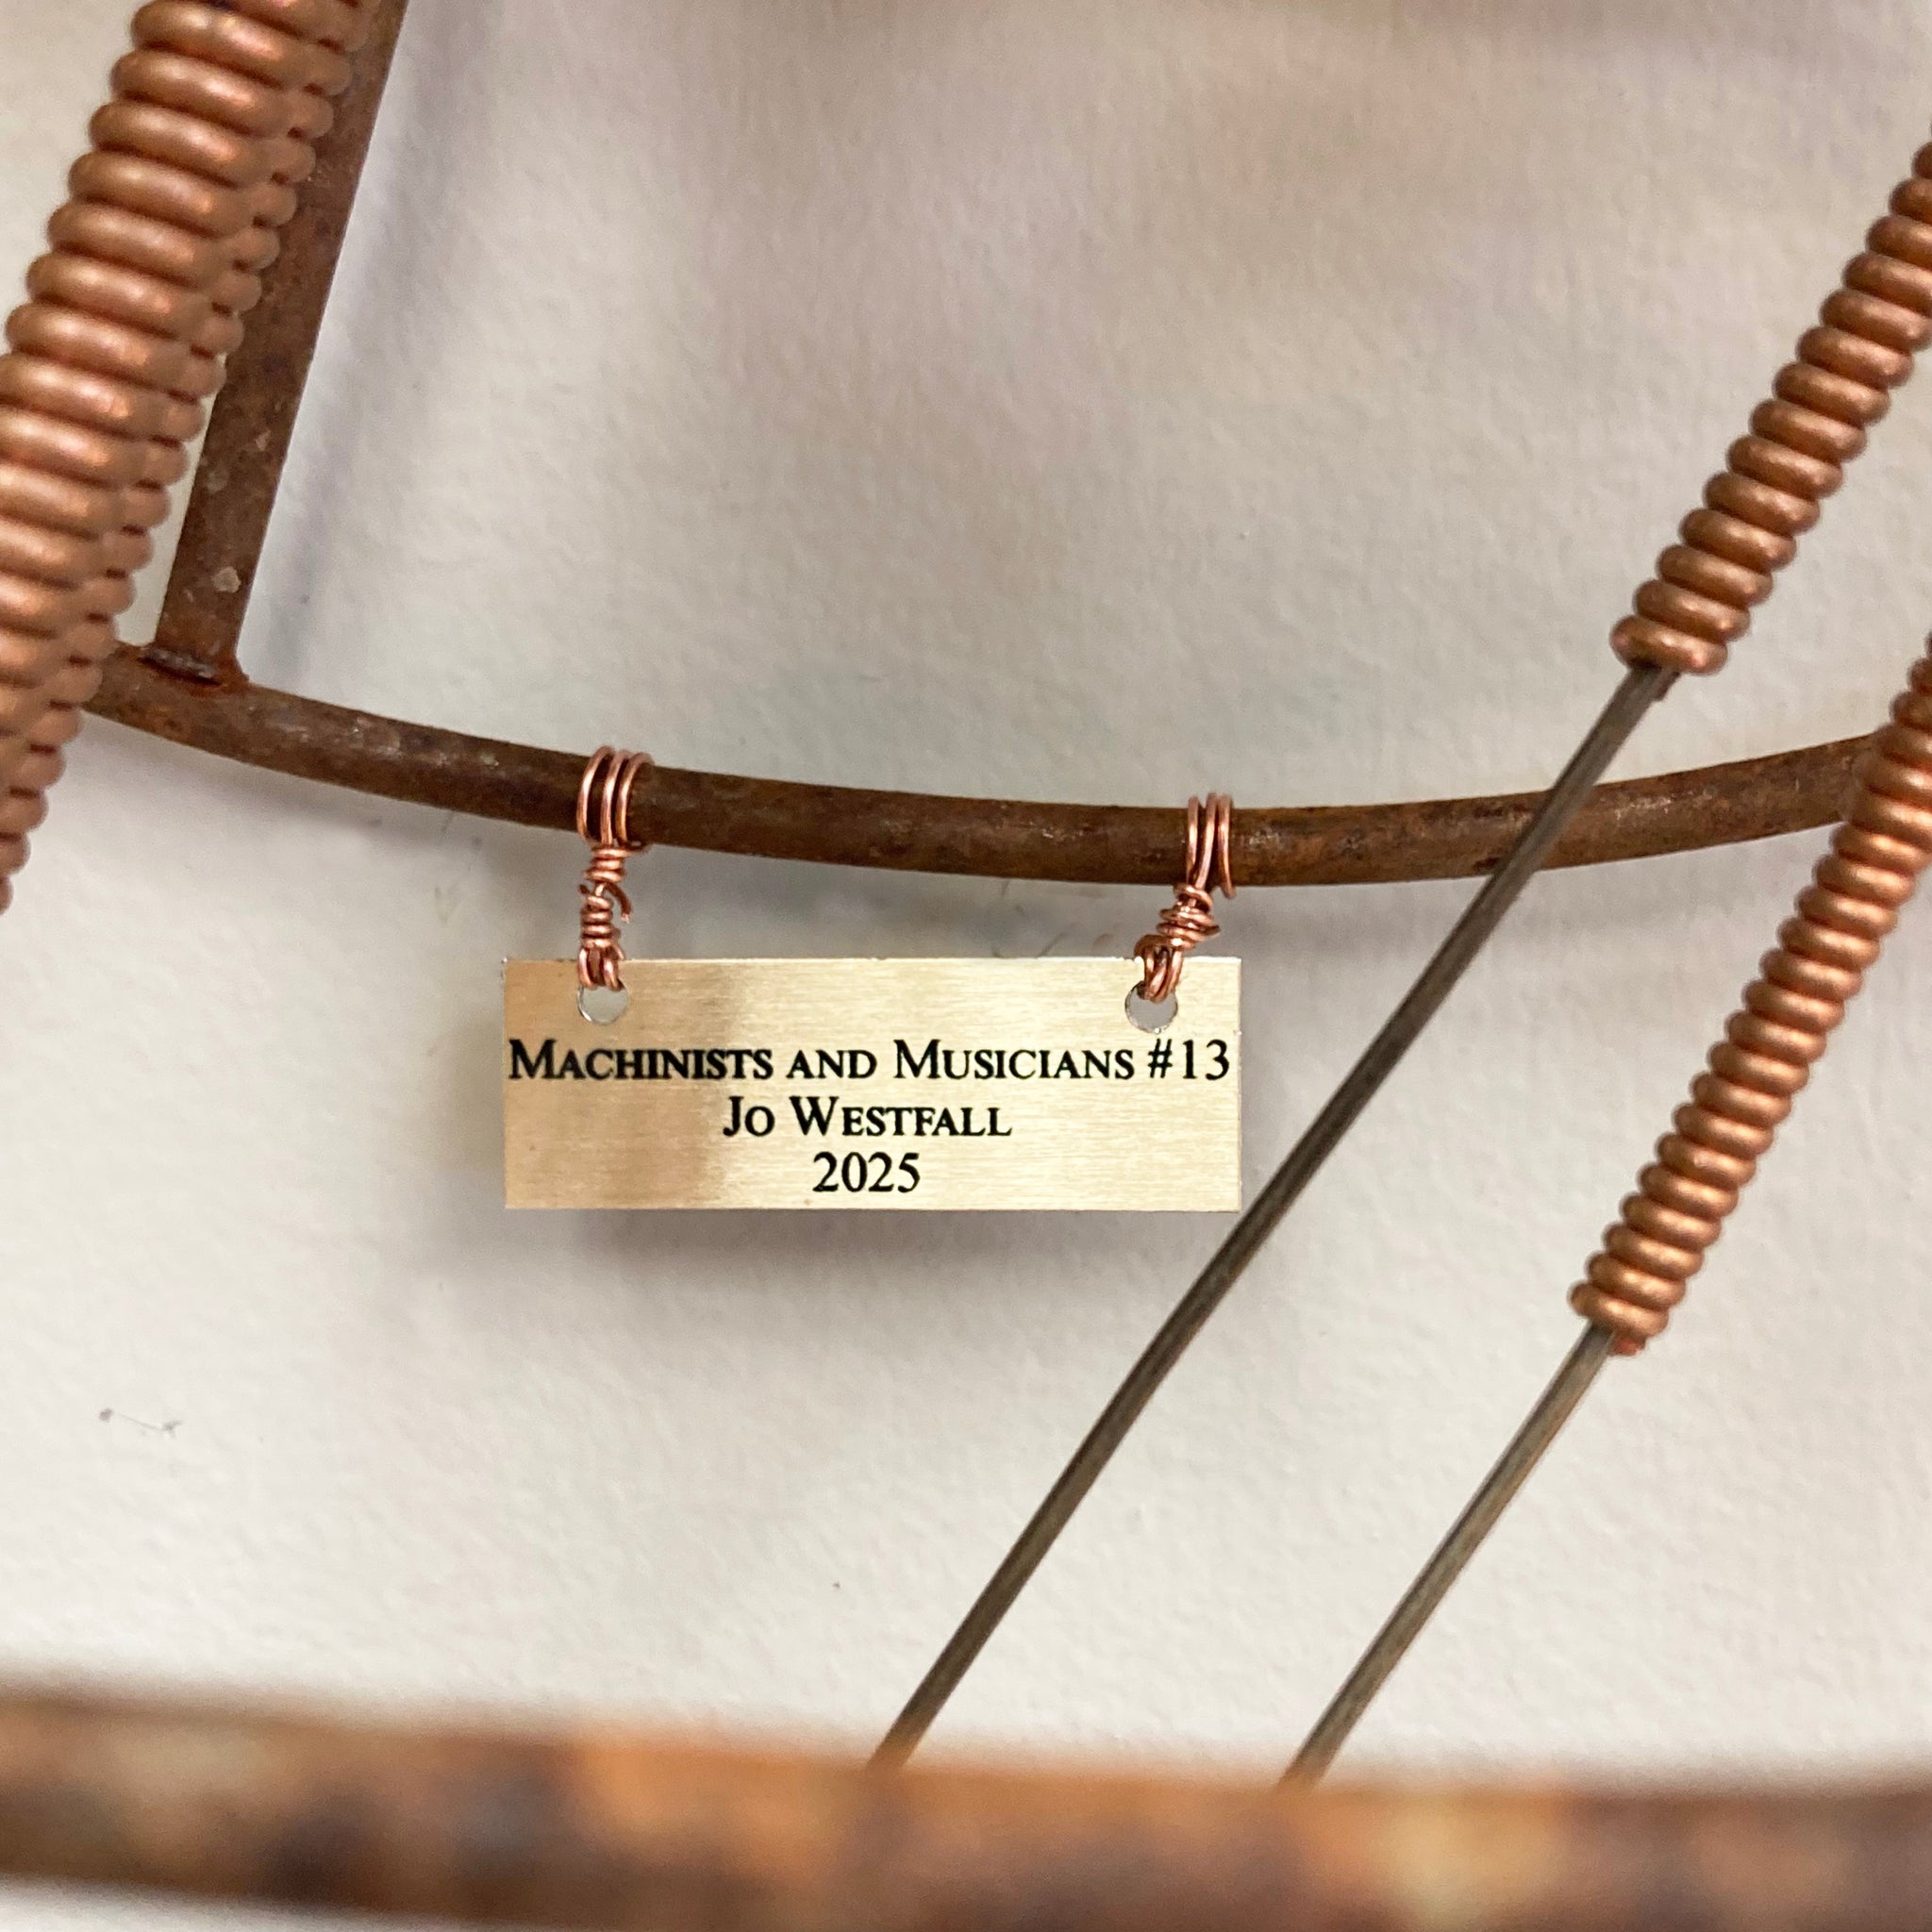 Machinists and Musicians #13
Jo Westfall
2025